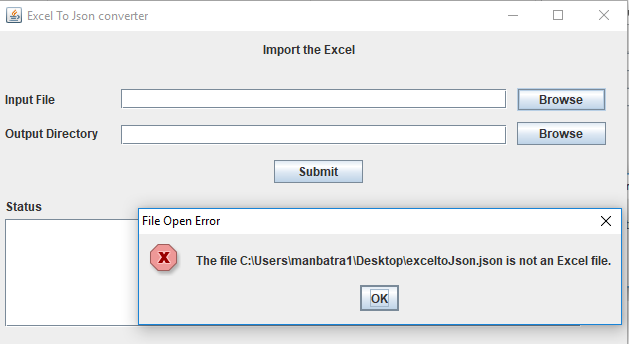 Excel To Json converter
Import the Excel
Input File
Browse
Output Directory
Browse
Submit
Status
File Open Error
The file C:\Users\manbatra1\Desktop\exceltoJson.json is not an Excel file.
OK